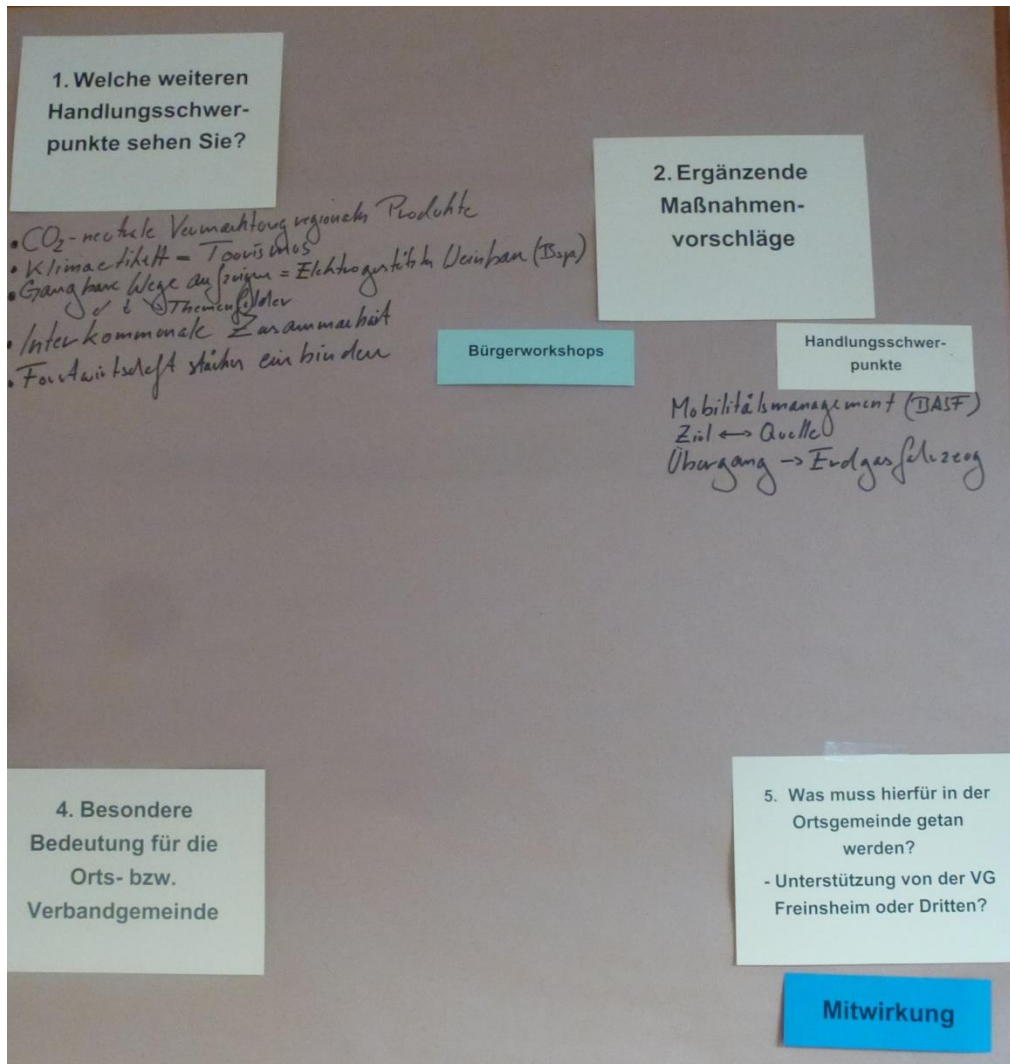 1. Welche weiteren
Handlungsschwer-
punkte sehen Sie?
• CO₂-neutrale Vermarktung regionaler Produkte
• Klimaetikett = Tourismus
• Gangbare Wege aufzeigen = Elektrogestützter Weinbau (Bsp)
Themenfelder
• Interkommunale Zusammarbeit
• Forstwirtschaft stärker einbinden
2. Ergänzende
Maßnahmen-
vorschläge
Bürgerworkshops
Handlungsschwer-
punkte
Mobilitätsmanagement (BASF)
Ziel ↔ Quelle
Übergang → Erdgasfahrzeug
4. Besondere
Bedeutung für die
Orts- bzw.
Verbandgemeinde
5. Was muss hierfür in der
Ortsgemeinde getan
werden?
- Unterstützung von der VG
Freinsheim oder Dritten?
Mitwirkung